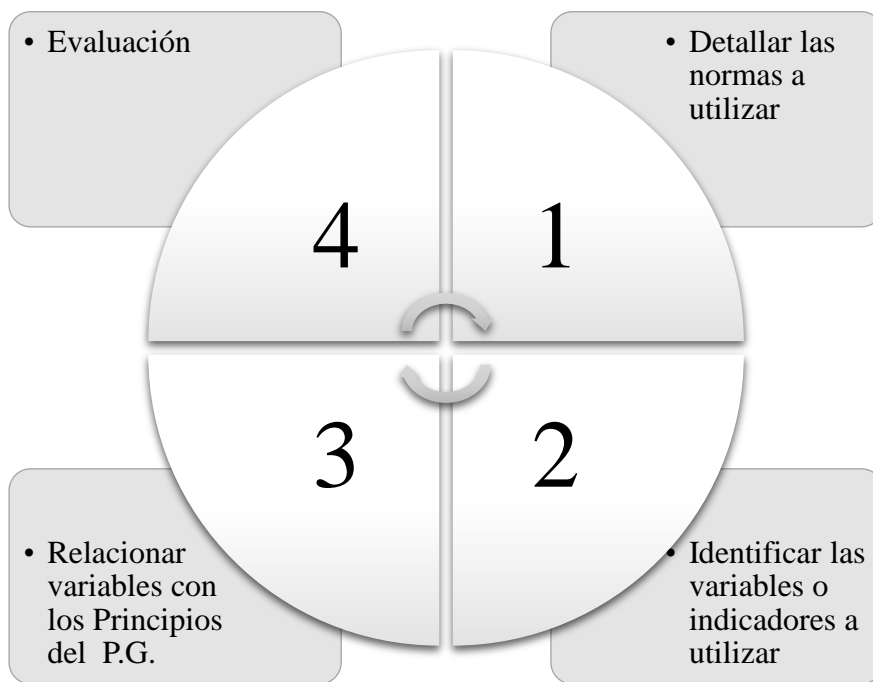 • Evaluación
• Detallar las
normas a
utilizar
4
1
3
2
• Relacionar
variables con
los Principios
del P.G.
• Identificar las
variables o
indicadores a
utilizar